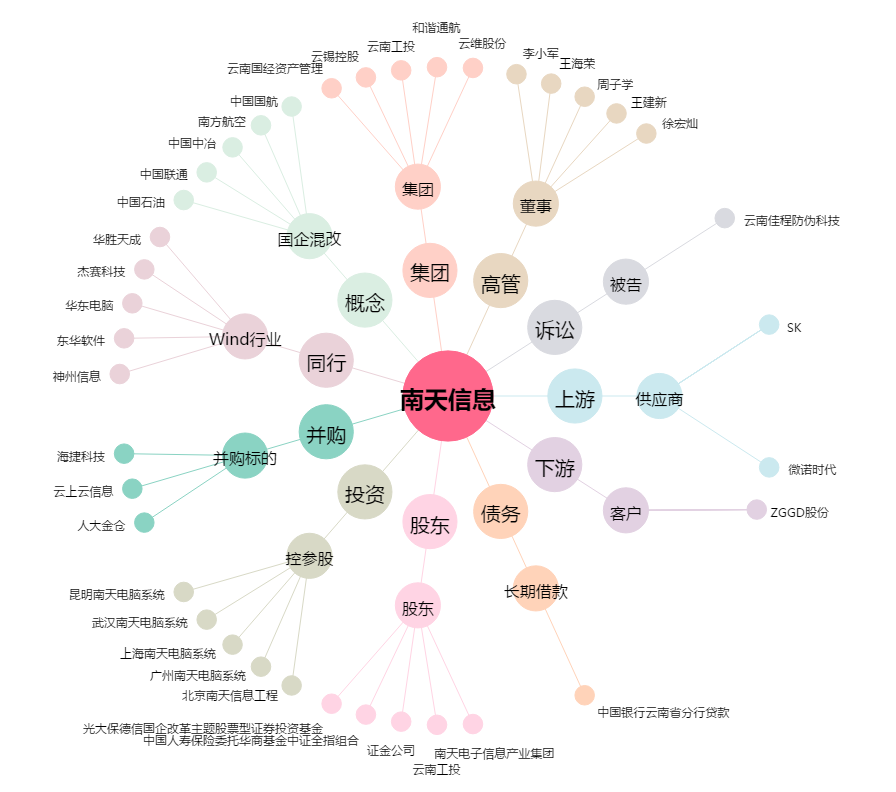 和谐通航
云南工投
云维股份
云锡控股
云南国经资产管理
李小军
王海荣
周子学
王建新
徐宏灿
中国国航
南方航空
中国中冶
中国联通
中国石油
集团
董事
国企混改
云南佳程防伪科技
华胜天成
杰赛科技
华东电脑
东华软件
神州信息
集团
高管
被告
概念
诉讼
SK
Wind行业
同行
南天信息
上游
供应商
并购
并购标的
海捷科技
云上云信息
人大金仓
下游
微诺时代
投资
股东
债务
客户
ZGGD股份
控参股
昆明南天电脑系统
武汉南天电脑系统
上海南天电脑系统
广州南天电脑系统
北京南天信息工程
股东
长期借款
中国银行云南省分行贷款
光大保德信国企改革主题股票型证券投资基金
中国人寿保险委托华商基金中证全指组合
证金公司
云南工投
南天电子信息产业集团